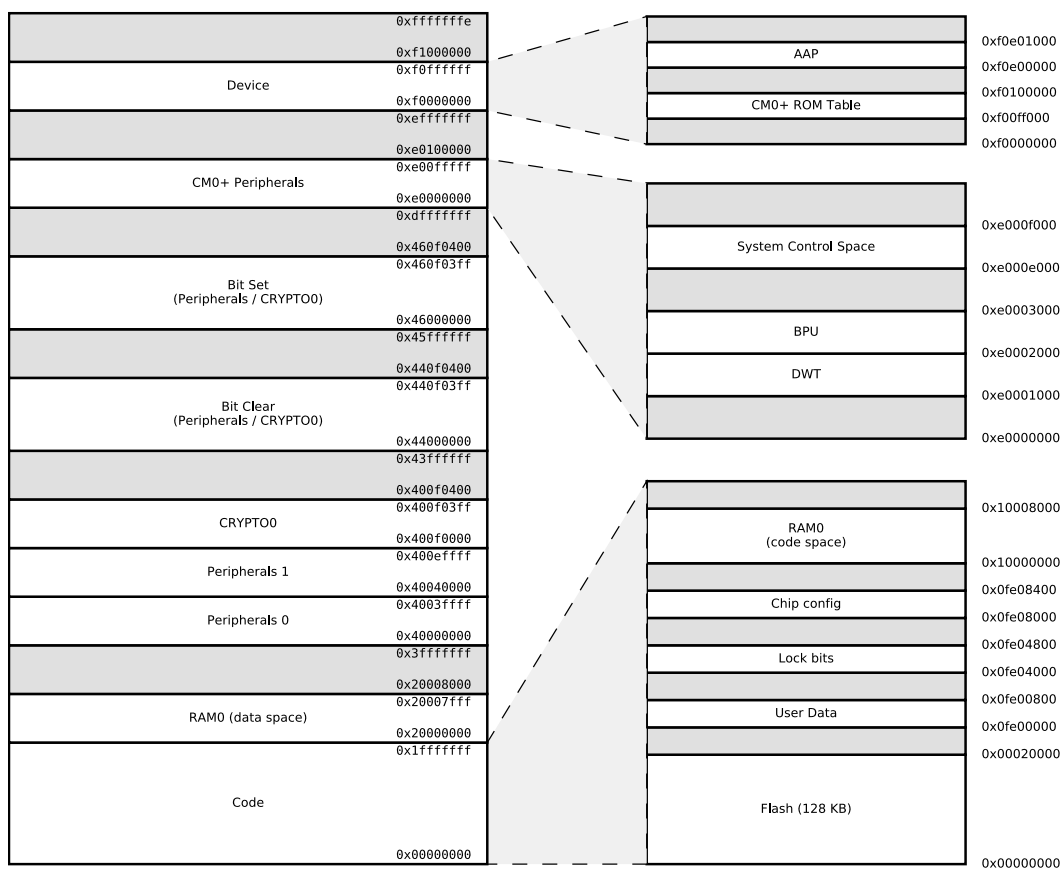 0xfffffffe
0xf1000000
0xf0ffffff
Device
0xf0000000
0xefffffff
0xe0100000
0xe00fffff
CM0+ Peripherals
0xe0000000
0xdfffffff
0x460f0400
0x460f03ff
Bit Set
(Peripherals / CRYPTO0)
0x46000000
0x45ffffff
0x440f0400
0x440f03ff
Bit Clear
(Peripherals / CRYPTO0)
0x44000000
0x43ffffff
0x400f0400
0x400f03ff
CRYPTO0
0x400f0000
0x400effff
Peripherals 1
0x40040000
0x4003ffff
Peripherals 0
0x40000000
0x3fffffff
0x20008000
0x20007fff
RAM0 (data space)
0x20000000
0x1fffffff
Code
0x00000000
0xf0e01000
AAP
0xf0e00000
0xf0100000
CM0+ ROM Table
0xf00ff000
0xf0000000
0xe000f000
System Control Space
0xe000e000
0xe0003000
BPU
0xe0002000
DWT
0xe0001000
0xe0000000
0x10008000
RAM0
(code space)
0x10000000
0x0fe08400
Chip config
0x0fe08000
0x0fe04800
Lock bits
0x0fe04000
0x0fe00800
User Data
0x0fe00000
0x00020000
Flash (128 KB)
0x00000000